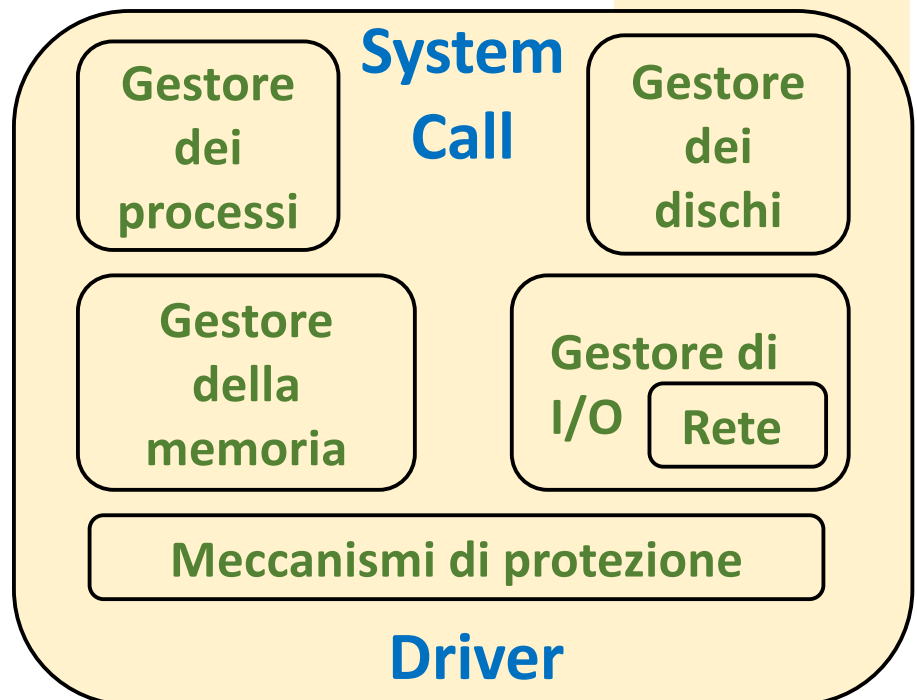 System
Call
Gestore
dei
processi
Gestore
dei
dischi
Gestore
della
memoria
Gestore di
I/O
Rete
Meccanismi di protezione
Driver